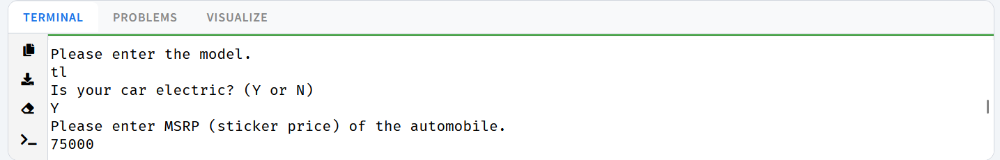 TERMINAL PROBLEMS VISUALIZE
Please enter the model.
tl
Is your car electric? (Y or N)
Y
Please enter MSRP (sticker price) of the automobile.
75000